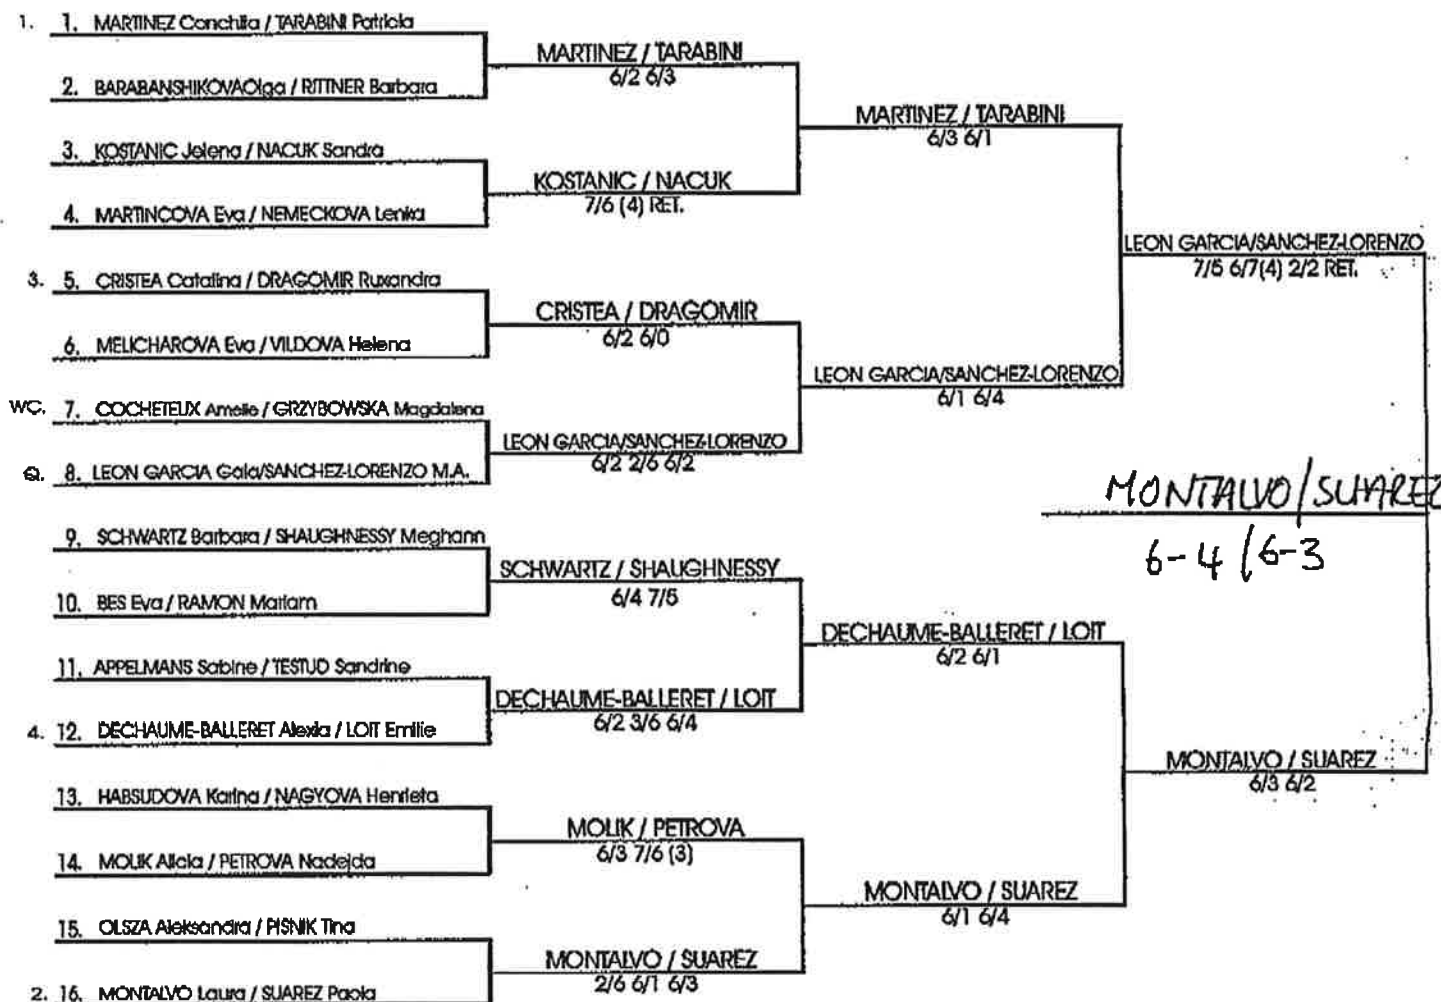 1. 1. MARTINEZ Conchita / TARABINI Patricia
2. BARABANSHIKOVAOlga / RITTNER Barbara
3. KOSTANIC Jelena / NACUK Sandra
4. MARTINCOVA Eva / NEMECKOVA Lenka
3. 5. CRISTEA Catalina / DRAGOMIR Ruxandra
6. MELICHAROVA Eva / VILDOVA Helena
WC. 7. COCHETEUX Amelie / GRZYBOWSKA Magdalena
Q. 8. LEON GARCIA Gala/SANCHEZ-LORENZO M.A.
9. SCHWARTZ Barbara / SHAUGHNESSY Meghann
10. BES Eva / RAMON Mariam
11. APPELMANS Sabine / TESTUD Sandrine
4. 12. DECHAUME-BALLERET Alexia / LOIT Emilie
13. HABSUDOVA Karina / NAGYOVA Henrieta
14. MOLIK Alicia / PETROVA Nadejda
15. OLSZA Aleksandra / PISNIK Tina
2. 16. MONTALVO Laura / SUAREZ Paola
MARTINEZ / TARABINI
6/2 6/3
KOSTANIC / NACUK
7/6 (4) RET.
CRISTEA / DRAGOMIR
6/2 6/0
LEON GARCIA/SANCHEZ-LORENZO
6/2 2/6 6/2
SCHWARTZ / SHAUGHNESSY
6/4 7/5
DECHAUME-BALLERET / LOIT
6/2 3/6 6/4
MOLIK / PETROVA
6/3 7/6 (3)
MONTALVO / SUAREZ
2/6 6/1 6/3
MARTINEZ / TARABINI
6/3 6/1
LEON GARCIA/SANCHEZ-LORENZO
6/1 6/4
DECHAUME-BALLERET / LOIT
6/2 6/1
MONTALVO / SUAREZ
6/1 6/4
LEON GARCIA/SANCHEZ-LORENZO
7/5 6/7(4) 2/2 RET.
MONTALVO / SUAREZ
6/3 6/2
MONTALVO/SUAREZ
6-4 / 6-3